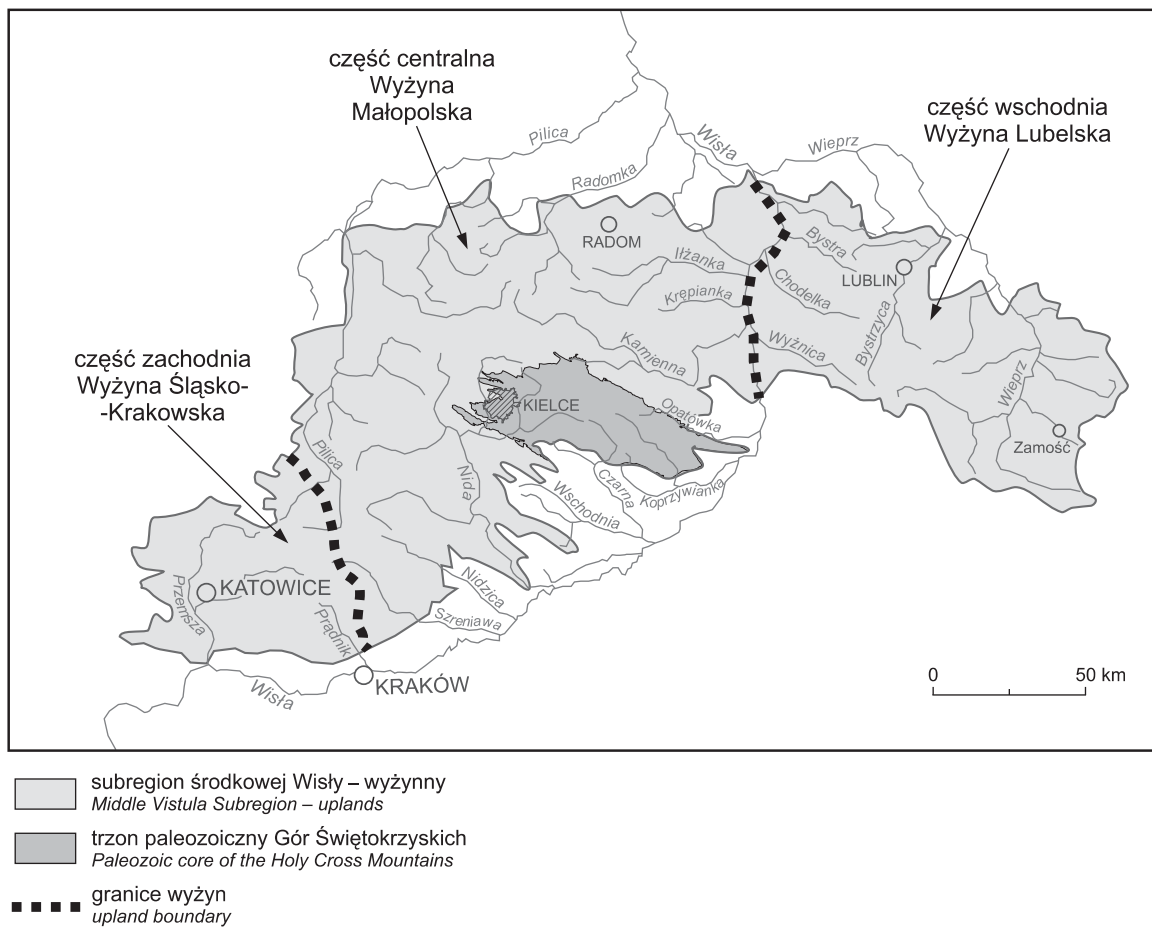 część centralna
Wyżyna
Małopolska
część wschodnia
Wyżyna Lubelska
część zachodnia
Wyżyna Śląsko-
-Krakowska
Pilica
Wisła
Wieprz
Radomka
RADOM
Iłżanka
Krępianka
Kamienna
Bystra
Chodelka
LUBLIN
Bystrzyca
Wyżnica
Wieprz
Zamość
KIELCE
Opatówka
Pilica
Nida
Czarna
Koprzywianka
Wschodnia
KATOWICE
Przemsza
Prądnik
Nidzica
Szreniawa
KRAKÓW
Wisła
0 50 km
subregion środkowej Wisły – wyżynny
Middle Vistula Subregion – uplands
trzon paleozoiczny Gór Świętokrzyskich
Paleozoic core of the Holy Cross Mountains
granice wyżyn
upland boundary